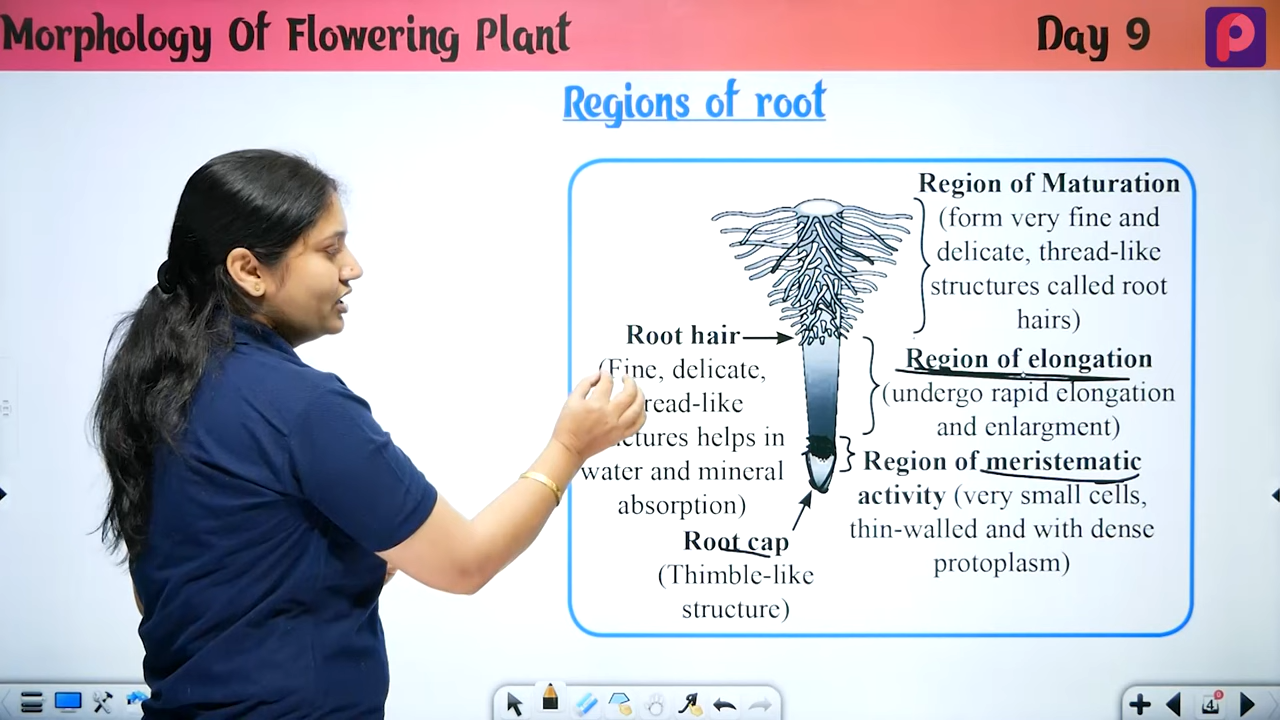 Morphology Of Flowering Plant
Day 9
Regions of root
Region of Maturation
(form very fine and
delicate, thread-like
structures called root
hairs)
Root hair
(Fine, delicate,
helps in
water and mineral
absorption)
Region of elongation
(undergo rapid elongation
and enlargment)
Region of meristematic
activity (very small cells,
thin-walled and with dense
protoplasm)
Root cap
(Thimble-like
structure)
4